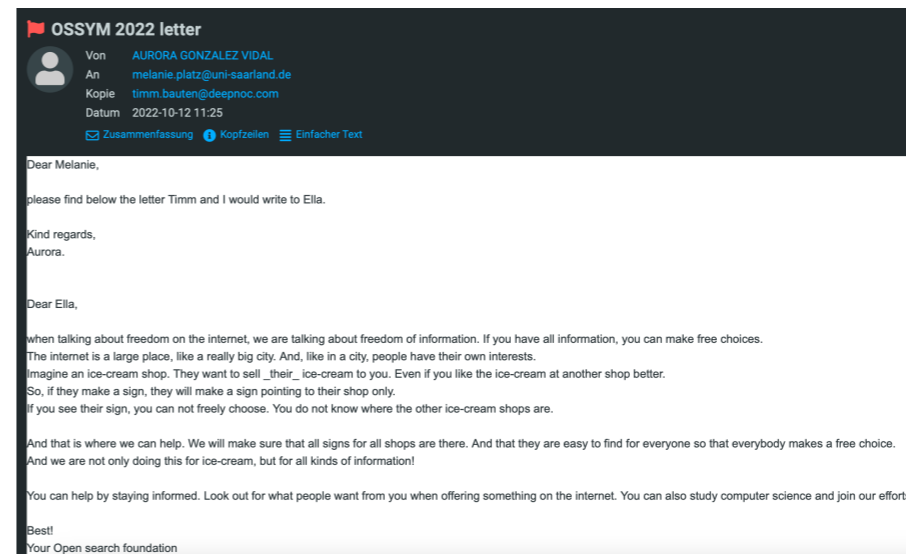 OSSYM 2022 letter
Von AURORA GONZALEZ VIDAL
An melanie.platz@uni-saarland.de
Kopie timm.bauten@deepnoc.com
Datum 2022-10-12 11:25
Zusammenfassung Kopfzeilen Einfacher Text
Dear Melanie,
please find below the letter Timm and I would write to Ella.
Kind regards,
Aurora.
Dear Ella,
when talking about freedom on the internet, we are talking about freedom of information. If you have all information, you can make free choices.
The internet is a large place, like a really big city. And, like in a city, people have their own interests.
Imagine an ice-cream shop. They want to sell _their_ ice-cream to you. Even if you like the ice-cream at another shop better.
So, if they make a sign, they will make a sign pointing to their shop only.
If you see their sign, you can not freely choose. You do not know where the other ice-cream shops are.
And that is where we can help. We will make sure that all signs for all shops are there. And that they are easy to find for everyone so that everybody makes a free choice.
And we are not only doing this for ice-cream, but for all kinds of information!
You can help by staying informed. Look out for what people want from you when offering something on the internet. You can also study computer science and join our effort
Best!
Your Open search foundation